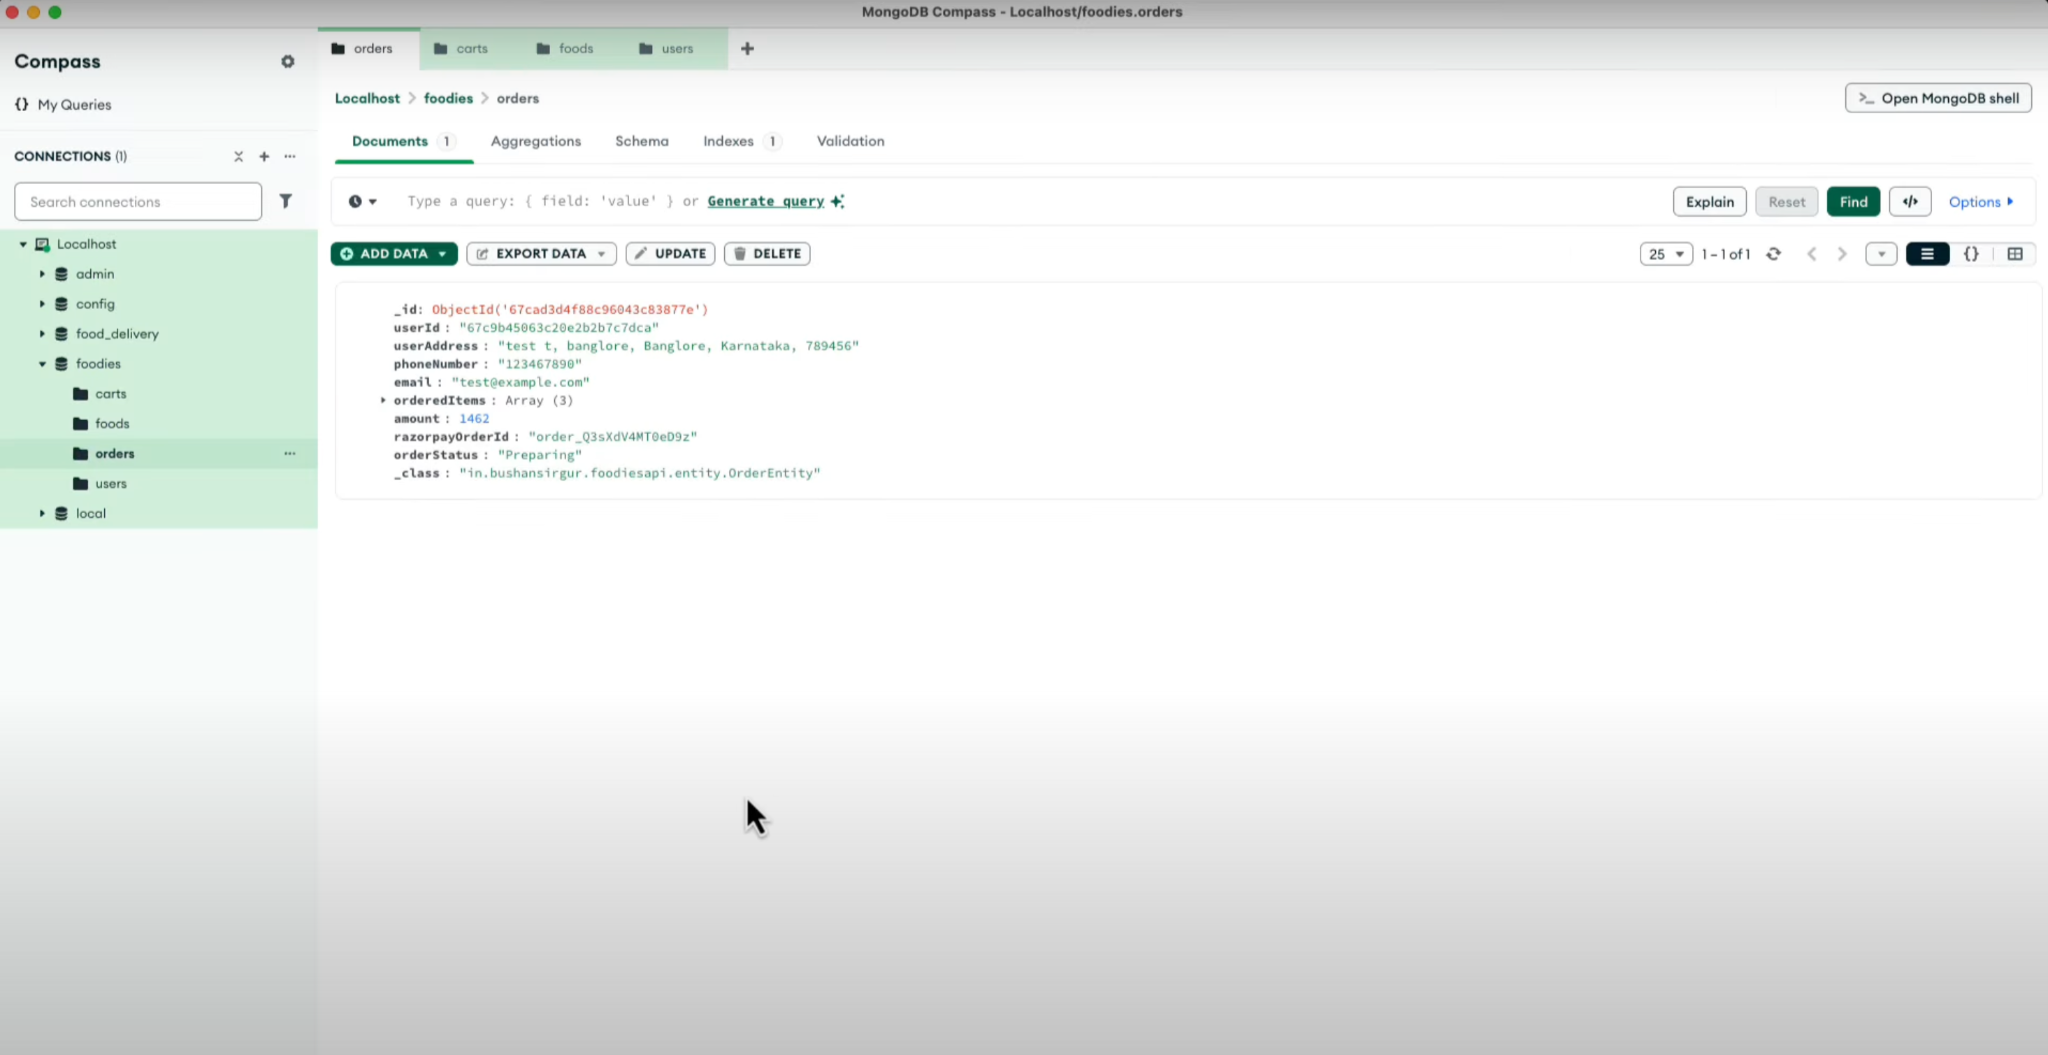 MongoDB Compass - Localhost/foodies.orders
Compass
{} My Queries
CONNECTIONS (1)
Search connections
Localhost
admin
config
food_delivery
foodies
carts
foods
orders
users
local
orders carts foods users
Localhost > foodies > orders
>_ Open MongoDB shell
Documents 1 Aggregations Schema Indexes 1 Validation
Type a query: { field: 'value' } or Generate query
Explain Reset Find </> Options
ADD DATA EXPORT DATA UPDATE DELETE
25 1 – 1 of 1 {}
_id: ObjectId('67cad3d4f88c96043c83877e')
userId : "67c9b45063c20e2b2b7c7dca"
userAddress : "test t, banglore, Banglore, Karnataka, 789456"
phoneNumber : "123467890"
email : "test@example.com"
orderedItems : Array (3)
amount : 1462
razorpayOrderId : "order_Q3sXdV4MT0eD9z"
orderStatus : "Preparing"
_class : "in.bushansirgur.foodiesapi.entity.OrderEntity"